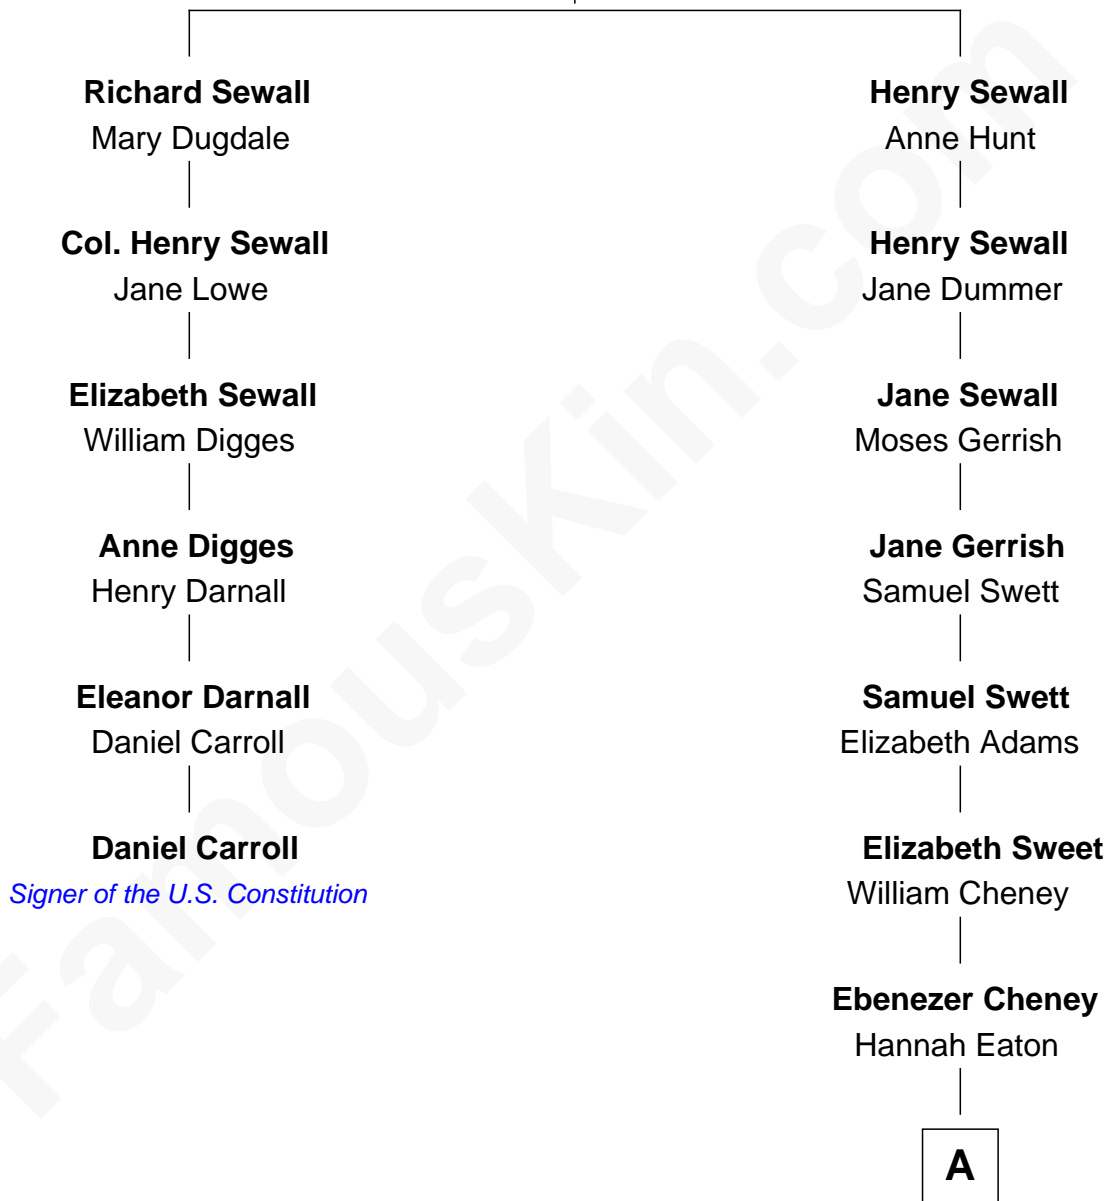 Richard Sewall
Mary Dugdale
Col. Henry Sewall
Jane Lowe
Elizabeth Sewall
William Digges
Anne Digges
Henry Darnall
Eleanor Darnall
Daniel Carroll
Daniel Carroll
Signer of the U.S. Constitution
Henry Sewall
Anne Hunt
Henry Sewall
Jane Dummer
Jane Sewall
Moses Gerrish
Jane Gerrish
Samuel Swett
Samuel Swett
Elizabeth Adams
Elizabeth Sweet
William Cheney
Ebenezer Cheney
Hannah Eaton
A
FamousKin.com